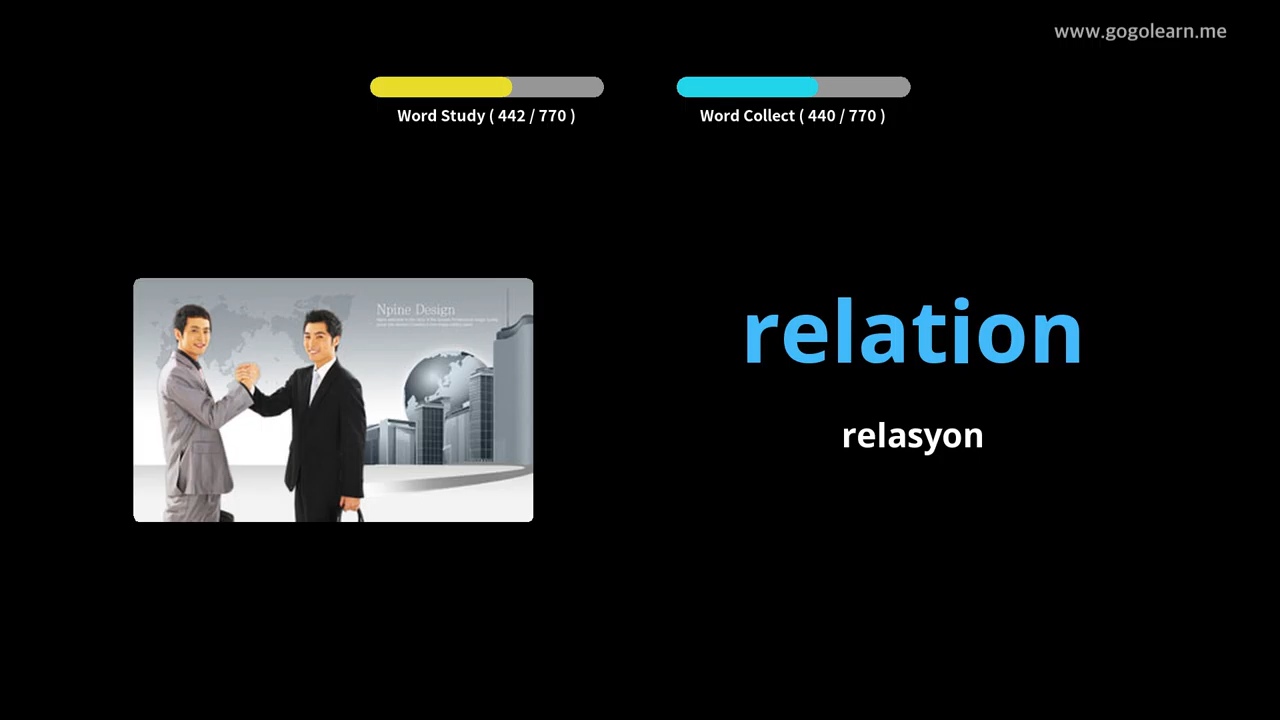 www.gogolearn.me
Word Study ( 442 / 770 )
Word Collect ( 440 / 770 )
Npine Design
relation
relasyon